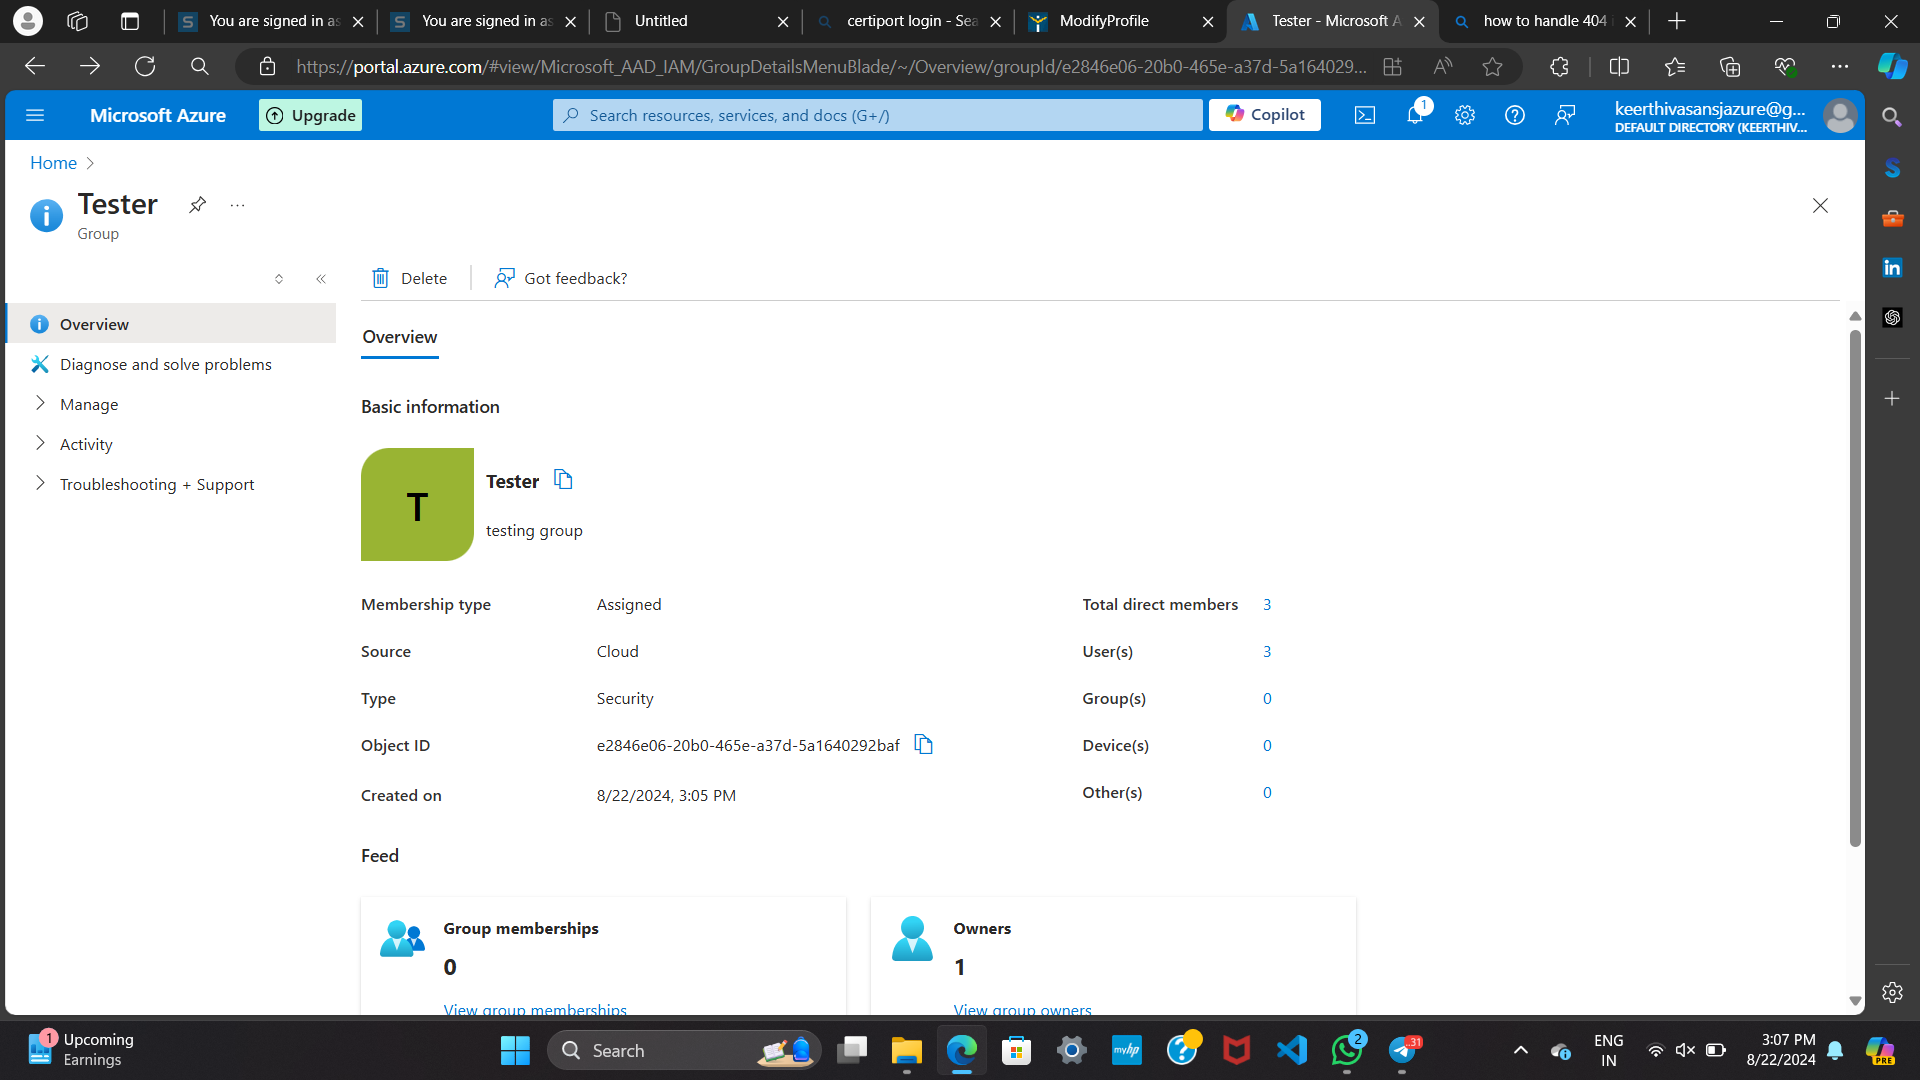 You are signed in as
You are signed in as
Untitled
certiport login - Sea
ModifyProfile
Tester - Microsoft A
how to handle 404 i
https://portal.azure.com/#view/Microsoft_AAD_IAM/GroupDetailsMenuBlade/~/Overview/groupId/e2846e06-20b0-465e-a37d-5a164029...
Microsoft Azure
Upgrade
Search resources, services, and docs (G+/)
Copilot
1
keerthivasansjazure@g...
DEFAULT DIRECTORY (KEERTHIV...
Home
Tester
Group
Delete
Got feedback?
Overview
Diagnose and solve problems
Manage
Activity
Troubleshooting + Support
Overview
Basic information
T
Tester
testing group
Membership type Assigned
Total direct members 3
Source Cloud
User(s) 3
Type Security
Group(s) 0
Object ID e2846e06-20b0-465e-a37d-5a1640292baf
Device(s) 0
Created on 8/22/2024, 3:05 PM
Other(s) 0
Feed
Group memberships
0
View group memberships
Owners
1
View group owners
1
Upcoming
Earnings
Search
myhp
2
31
ENG
IN
3:07 PM
8/22/2024
PRE